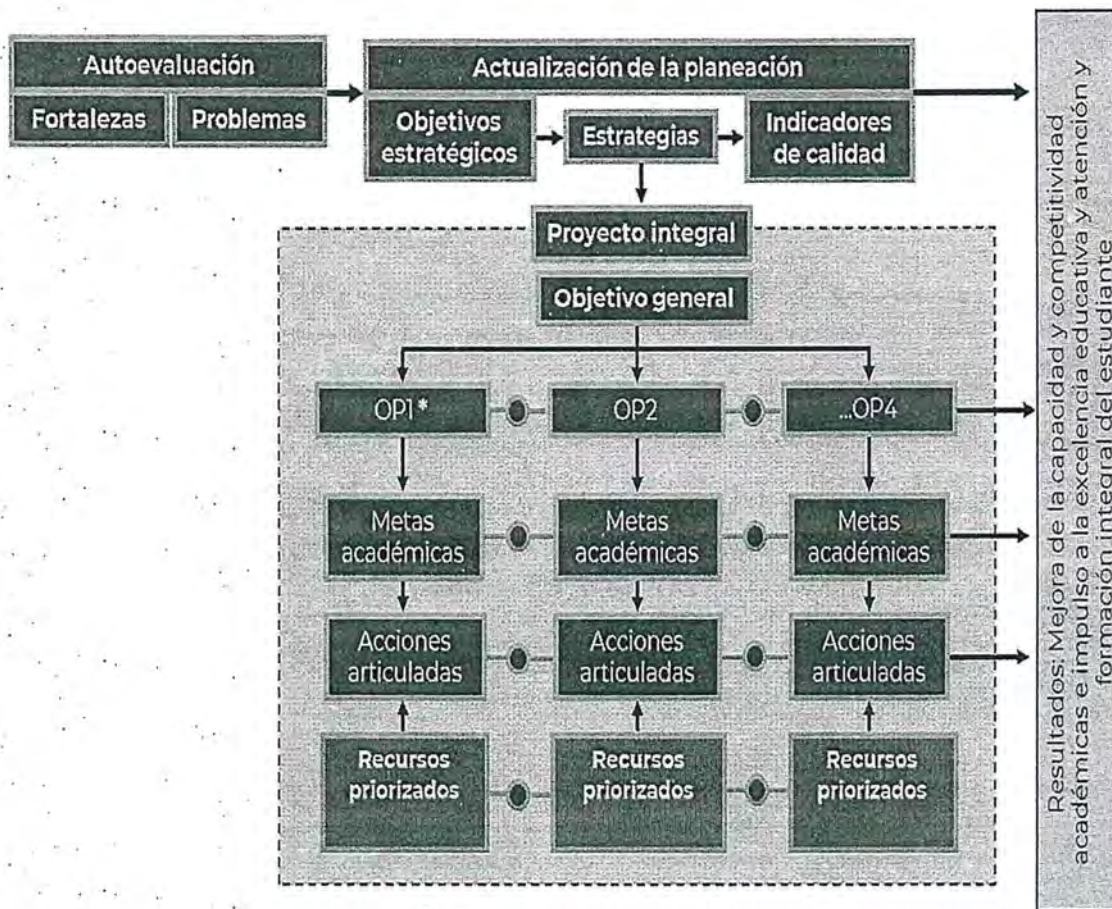 Autoevaluación
Fortalezas
Problemas
Actualización de la planeación
Objetivos
estratégicos
Estrategias
Indicadores
de calidad
Proyecto integral
Objetivo general
OP1*
OP2
...OP4
Metas
académicas
Metas
académicas
Metas
académicas
Acciones
articuladas
Acciones
articuladas
Acciones
articuladas
Recursos
priorizados
Recursos
priorizados
Recursos
priorizados
Resultados: Mejora de la capacidad y competitividad
académicas e impulso a la excelencia educativa y atención y
formación integral del estudiante